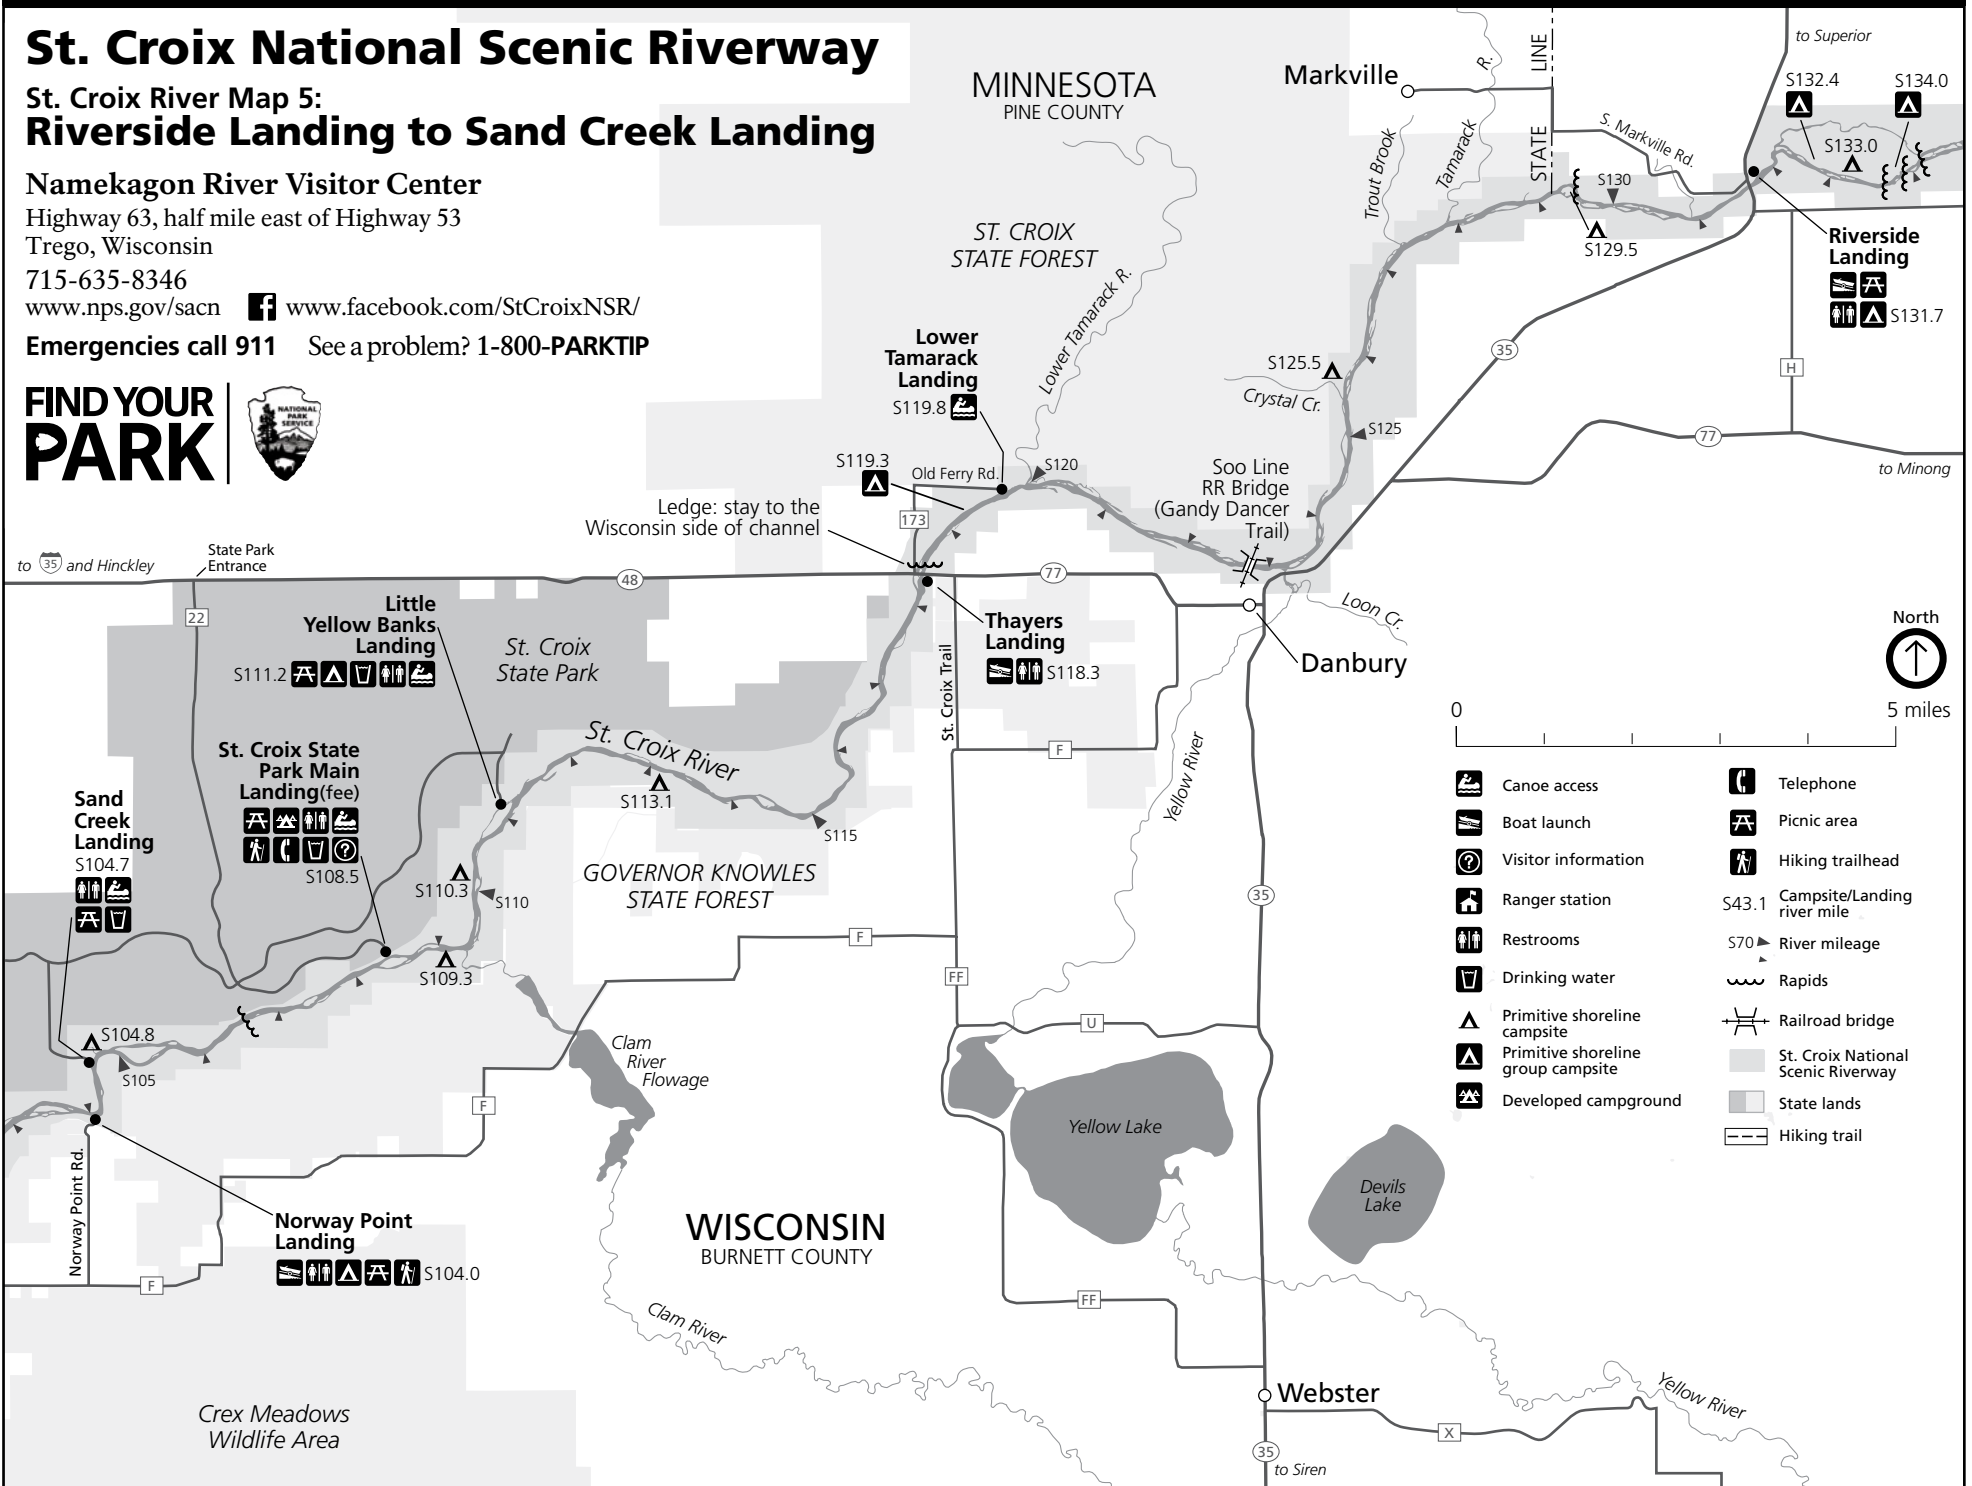 St. Croix National Scenic Riverway
St. Croix River Map 5:
Riverside Landing to Sand Creek Landing
Namekagon River Visitor Center
Highway 63, half mile east of Highway 53
Trego, Wisconsin
715-635-8346
www.nps.gov/sacn
www.facebook.com/StCroixNSR/
Emergencies call 911
See a problem? 1-800-PARKTIP
FIND YOUR
PARK
NATIONAL
PARK
SERVICE
MINNESOTA
PINE COUNTY
ST. CROIX
STATE FOREST
Markville
Trout Brook
Tamarack
R.
STATE
LINE
S. Markville Rd.
to Superior
S132.4
S134.0
S133.0
S130
S129.5
Riverside
Landing
S131.7
35
H
77
to Minong
Lower
Tamarack
Landing
S119.8
Lower Tamarack R.
S125.5
Crystal Cr.
S125
S119.3
Old Ferry Rd.
S120
173
Ledge: stay to the
Wisconsin side of channel
Soo Line
RR Bridge
(Gandy Dancer
Trail)
to 35 and Hinckley
State Park
Entrance
22
48
77
Loon Cr.
Danbury
Little
Yellow Banks
Landing
S111.2
St. Croix
State Park
Thayers
Landing
S118.3
St. Croix Trail
F
Yellow River
St. Croix State
Park Main
Landing(fee)
S108.5
St. Croix River
S113.1
S115
Sand
Creek
Landing
S104.7
S110.3
S110
S109.3
GOVERNOR KNOWLES
STATE FOREST
F
FF
35
U
S104.8
S105
Clam
River
Flowage
F
Yellow Lake
Devils
Lake
Norway Point Rd.
Norway Point
Landing
S104.0
F
WISCONSIN
BURNETT COUNTY
FF
Clam River
Crex Meadows
Wildlife Area
Webster
X
Yellow River
35
to Siren
North
0
5 miles
Canoe access
Boat launch
Visitor information
Ranger station
Restrooms
Drinking water
Primitive shoreline
campsite
Primitive shoreline
group campsite
Developed campground
Telephone
Picnic area
Hiking trailhead
S43.1 Campsite/Landing
river mile
S70 River mileage
Rapids
Railroad bridge
St. Croix National
Scenic Riverway
State lands
Hiking trail